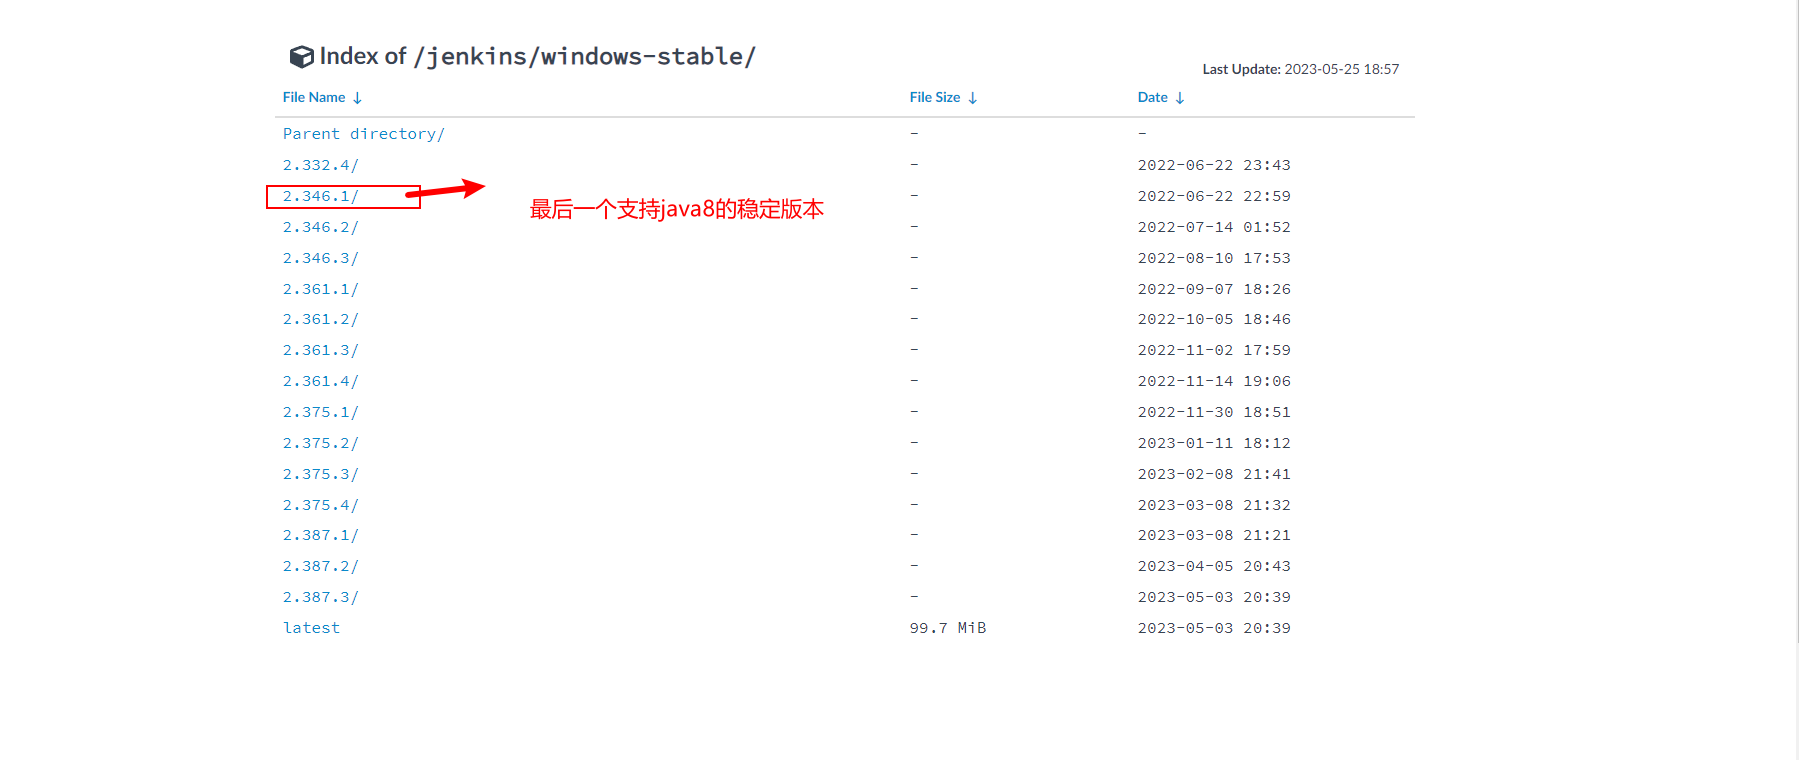 Index of /jenkins/windows-stable/
Last Update: 2023-05-25 18:57
File Name ↓ File Size ↓ Date ↓
Parent directory/ - -
2.332.4/ - 2022-06-22 23:43
2.346.1/ - 2022-06-22 22:59
最后一个支持java8的稳定版本
2.346.2/ - 2022-07-14 01:52
2.346.3/ - 2022-08-10 17:53
2.361.1/ - 2022-09-07 18:26
2.361.2/ - 2022-10-05 18:46
2.361.3/ - 2022-11-02 17:59
2.361.4/ - 2022-11-14 19:06
2.375.1/ - 2022-11-30 18:51
2.375.2/ - 2023-01-11 18:12
2.375.3/ - 2023-02-08 21:41
2.375.4/ - 2023-03-08 21:32
2.387.1/ - 2023-03-08 21:21
2.387.2/ - 2023-04-05 20:43
2.387.3/ - 2023-05-03 20:39
latest 99.7 MiB 2023-05-03 20:39